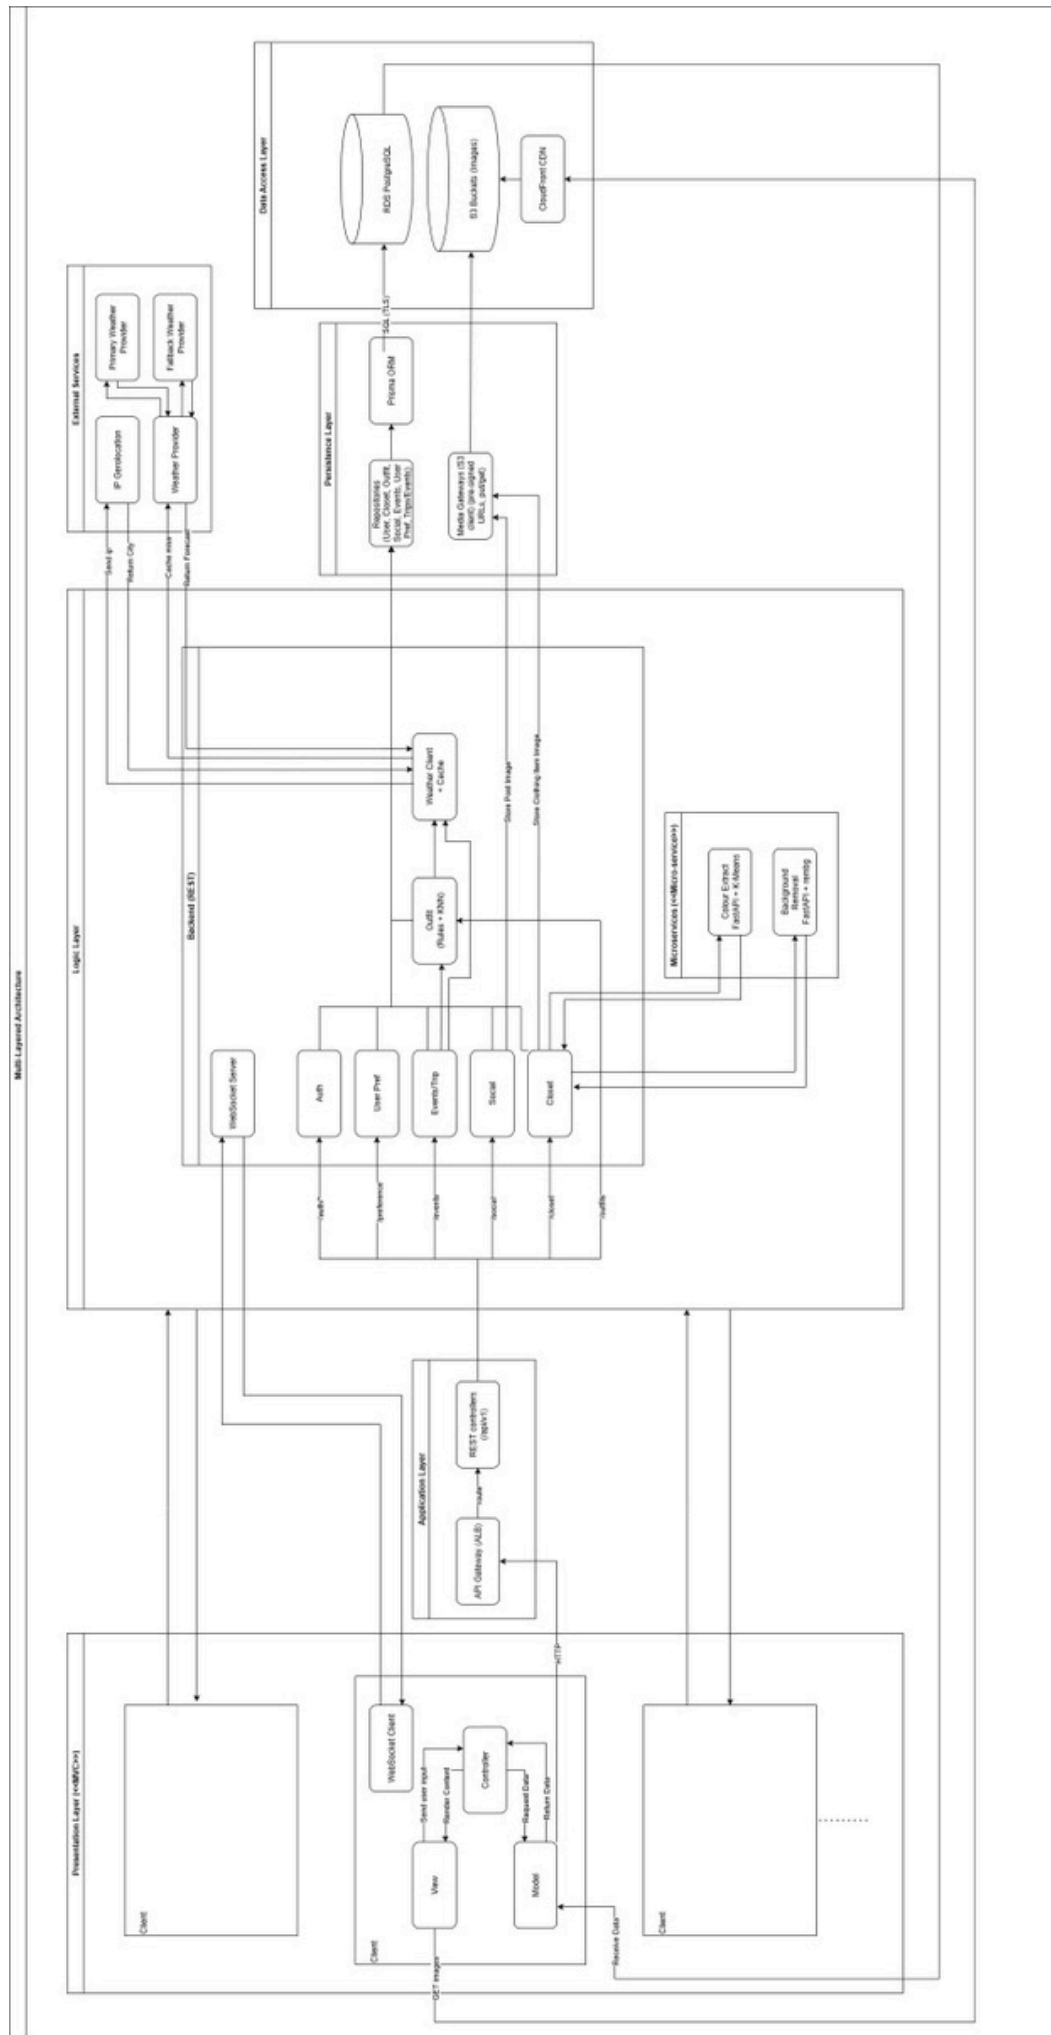 Multi-Layered Architecture
Presentation Layer (<<MVC>>)
Client
Client
WebSocket Client
View
Send user input
Render Content
Controller
Request Data
Return Data
Model
GET images
Receive Data
HTTP
Client
Application Layer
API Gateway (ALB)
route
REST controllers
(/api/v1)
Logic Layer
Backend (REST)
WebSocket Server
Auth
User Pref
Events/Trip
Social
Closet
/preference
/events
/social
/closet
/outfits
Outfit
(Rules + KNN)
Weather Client
+ Cache
Store Post Image
Store Clothing Item Image
Microservices (<<Micro-service>>)
Colour Extract
FastAPI + K-Means
Background
Removal
FastAPI + rembg
Send ip
Return City
Cache miss
Return Forecast
External Services
IP Gerolocation
Weather Provider
Primary Weather
Provider
Fallback Weather
Provider
Persistence Layer
Repositories
(User, Closet, Outfit,
Social, Events, User
Pref, Trips/Events)
Prisma ORM
Media Gateways (S3
client) (pre-signed
URLs, put/get)
SQL (TLS)
Data Access Layer
RDS PostgreSQL
S3 Buckets (Images)
CloudFront CDN